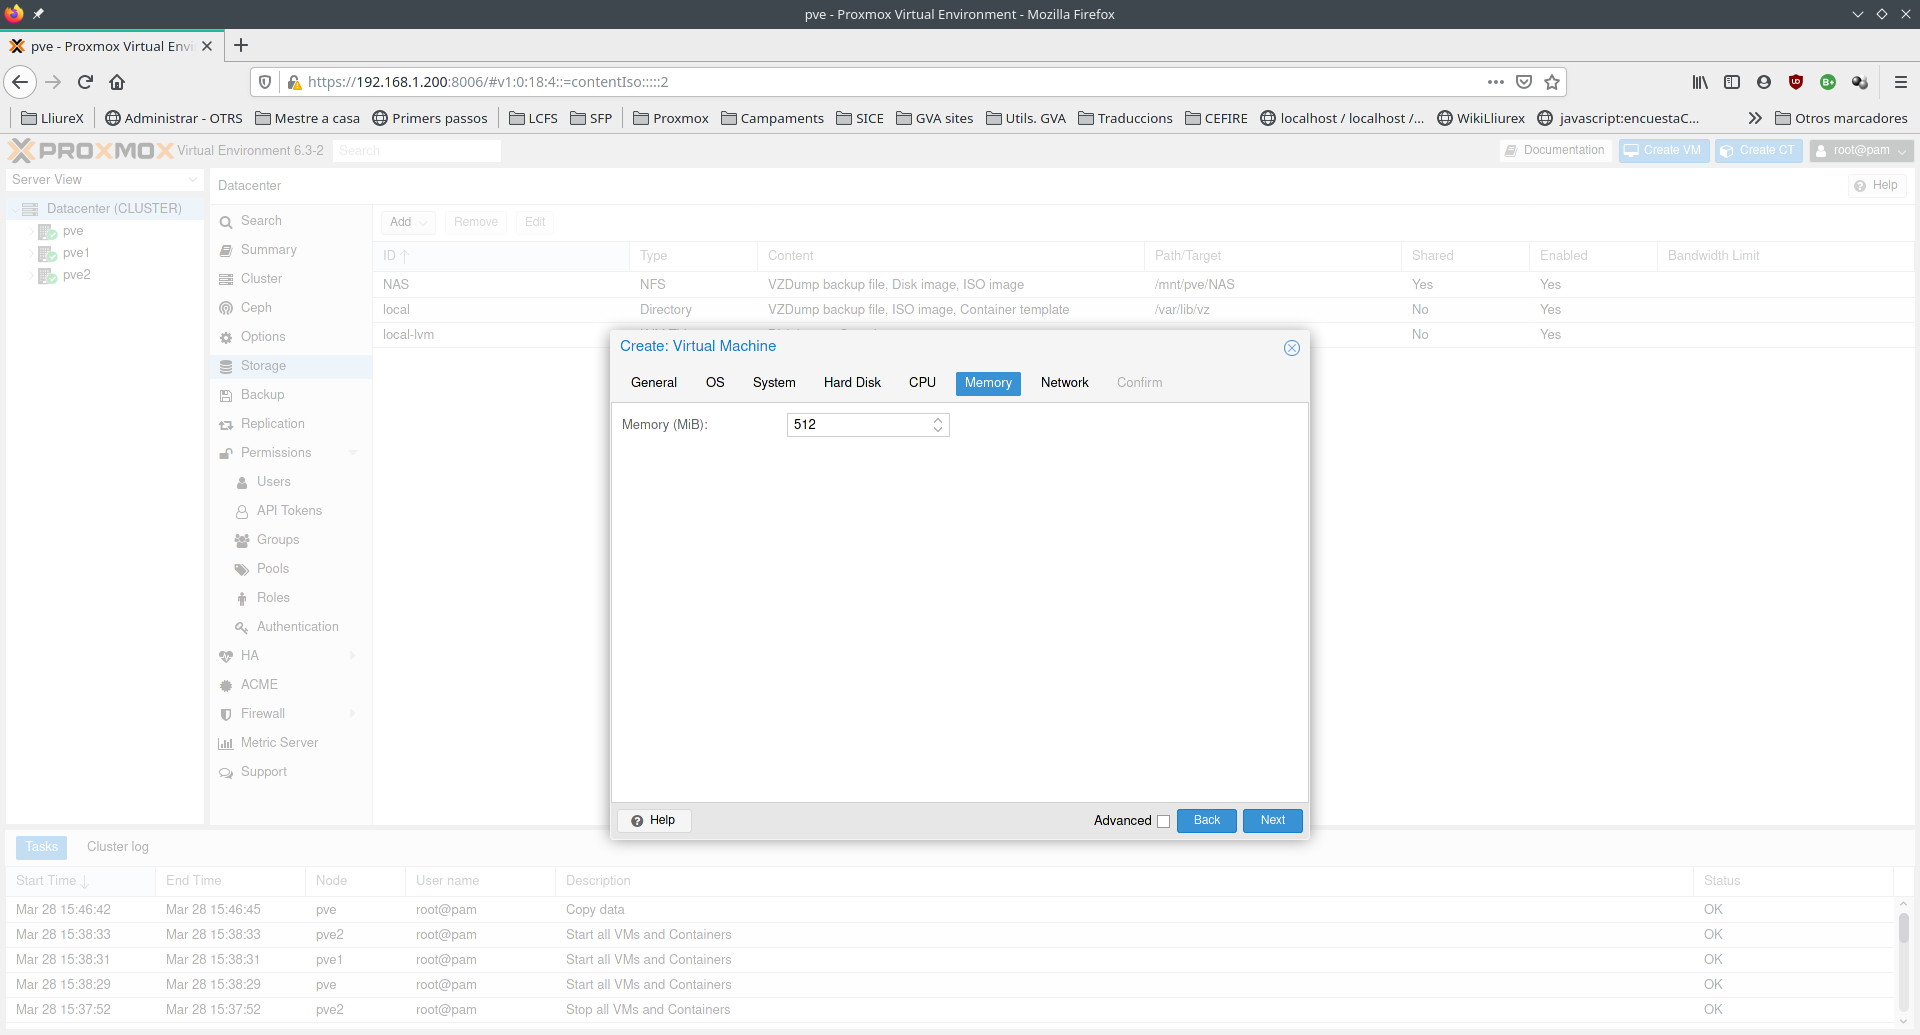 pve - Proxmox Virtual Environment - Mozilla Firefox
pve - Proxmox Virtual Envi
https://192.168.1.200:8006/#v1:0:18:4::=contentIso:::::2
LliureX Administrar - OTRS Mestre a casa Primers passos LCFS SFP Proxmox Campaments SICE GVA sites Utils. GVA Traduccions CEFIRE localhost / localhost /... WikiLliurex javascript:encuestaC... Otros marcadores
PROXMOX Virtual Environment 6.3-2 Search Documentation Create VM Create CT root@pam
Server View
Datacenter (CLUSTER)
pve
pve1
pve2
Datacenter Help
Search
Summary
Cluster
Ceph
Options
Storage
Backup
Replication
Permissions
Users
API Tokens
Groups
Pools
Roles
Authentication
HA
ACME
Firewall
Metric Server
Support
Add Remove Edit
ID Type Content Path/Target Shared Enabled Bandwidth Limit
NAS NFS VZDump backup file, Disk image, ISO image /mnt/pve/NAS Yes Yes
local Directory VZDump backup file, ISO image, Container template /var/lib/vz No Yes
local-lvm No Yes
Create: Virtual Machine
General OS System Hard Disk CPU Memory Network Confirm
Memory (MiB): 512
Help Advanced Back Next
Tasks Cluster log
Start Time End Time Node User name Description Status
Mar 28 15:46:42 Mar 28 15:46:45 pve root@pam Copy data OK
Mar 28 15:38:33 Mar 28 15:38:33 pve2 root@pam Start all VMs and Containers OK
Mar 28 15:38:31 Mar 28 15:38:31 pve1 root@pam Start all VMs and Containers OK
Mar 28 15:38:29 Mar 28 15:38:29 pve root@pam Start all VMs and Containers OK
Mar 28 15:37:52 Mar 28 15:37:52 pve2 root@pam Stop all VMs and Containers OK